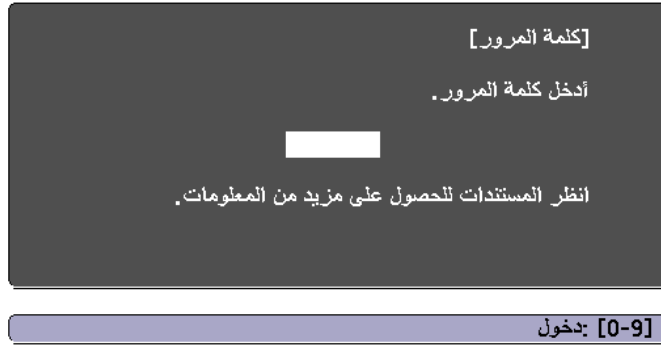 [كلمة المرور]
أدخل كلمة المرور.
انظر المستندات للحصول على مزيد من المعلومات.
[0-9] :دخول